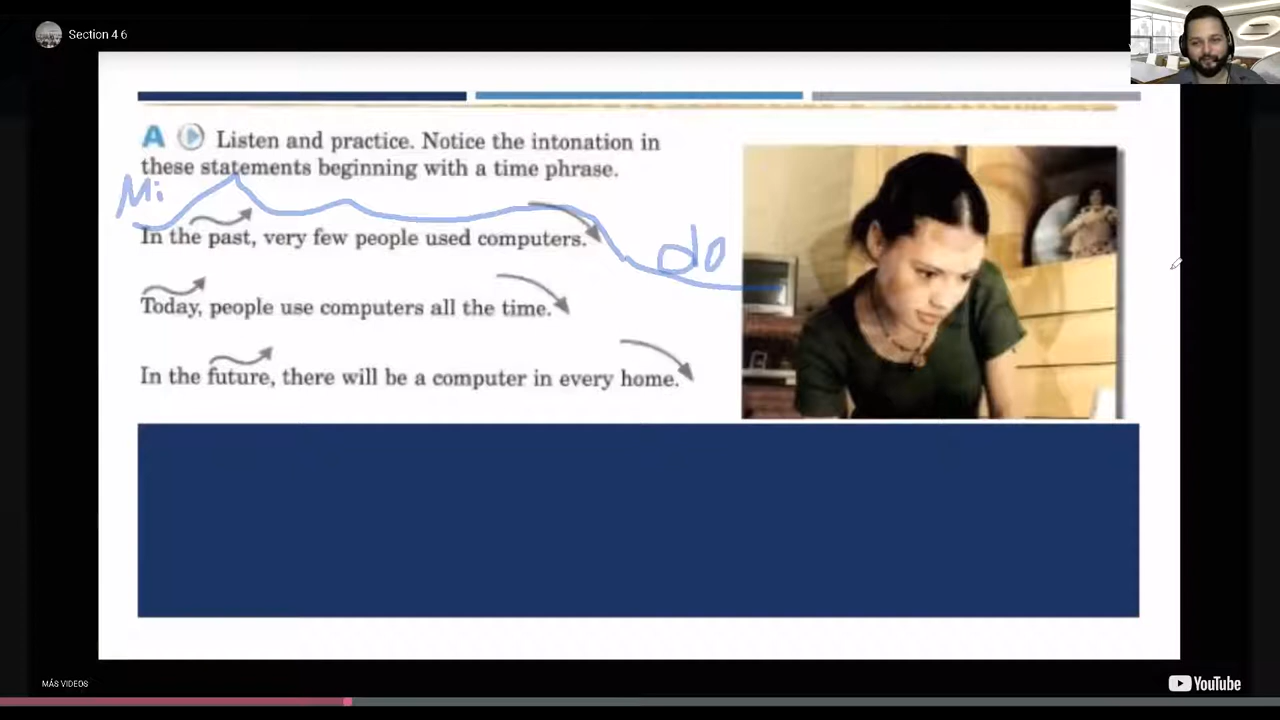 Section 4 6
A Listen and practice. Notice the intonation in
these statements beginning with a time phrase.
Mi
In the past, very few people used computers.
do
Today, people use computers all the time.
In the future, there will be a computer in every home.
MÁS VIDEOS
YouTube